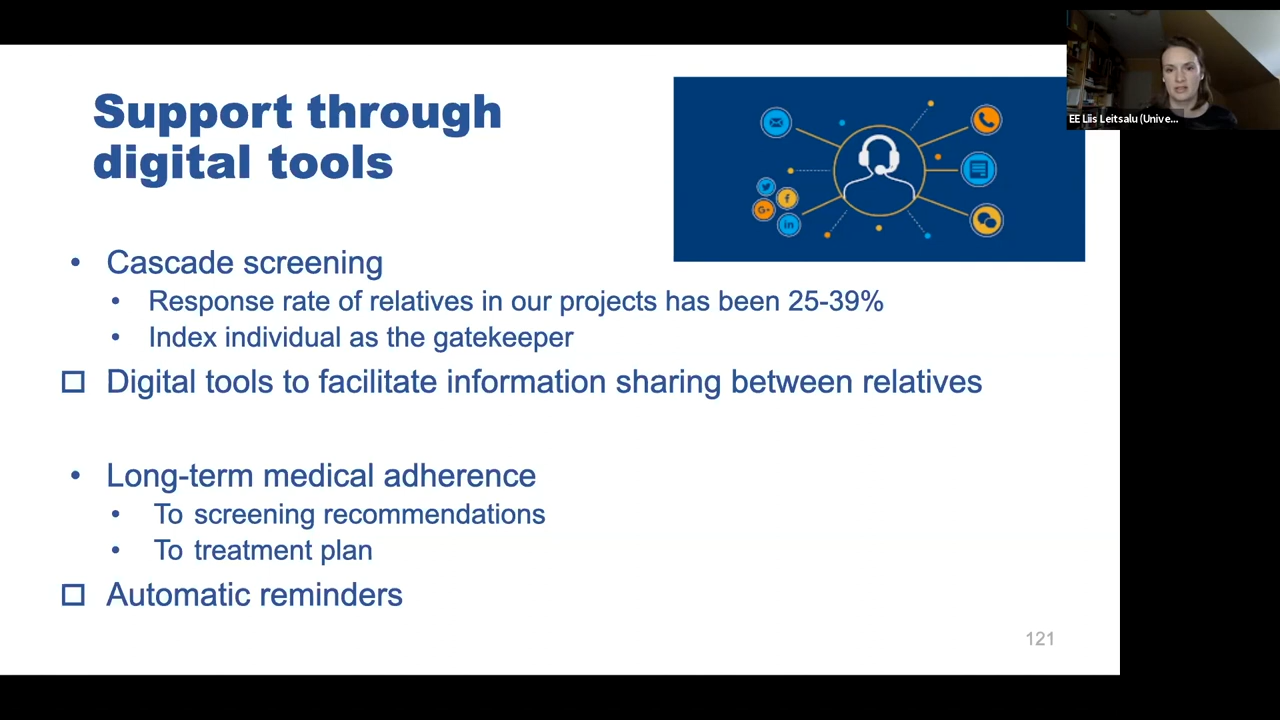 Support through
digital tools
EE Liis Leitsalu (Unive...
• Cascade screening
• Response rate of relatives in our projects has been 25-39%
• Index individual as the gatekeeper
□ Digital tools to facilitate information sharing between relatives
• Long-term medical adherence
• To screening recommendations
• To treatment plan
□ Automatic reminders
121